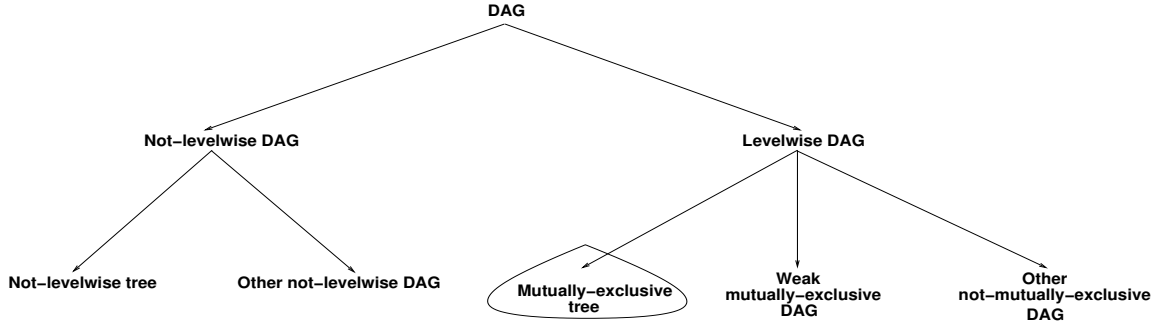 DAG
Not-levelwise DAG
Levelwise DAG
Not-levelwise tree
Other not-levelwise DAG
Mutually-exclusive
tree
Weak
mutually-exclusive
DAG
Other
not-mutually-exclusive
DAG